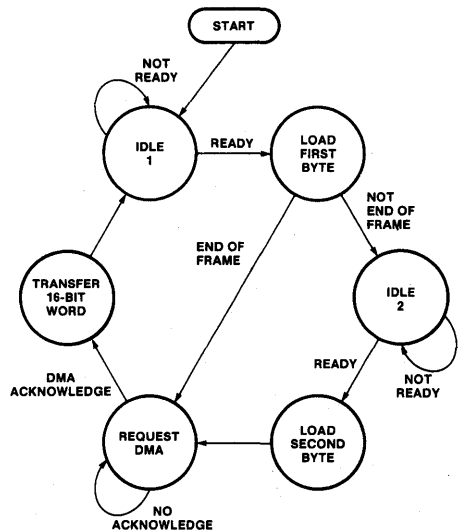 START
NOT
READY
IDLE
1
READY
LOAD
FIRST
BYTE
NOT
END OF
FRAME
END OF
FRAME
TRANSFER
16-BIT
WORD
IDLE
2
READY
NOT
READY
DMA
ACKNOWLEDGE
REQUEST
DMA
LOAD
SECOND
BYTE
NO
ACKNOWLEDGE